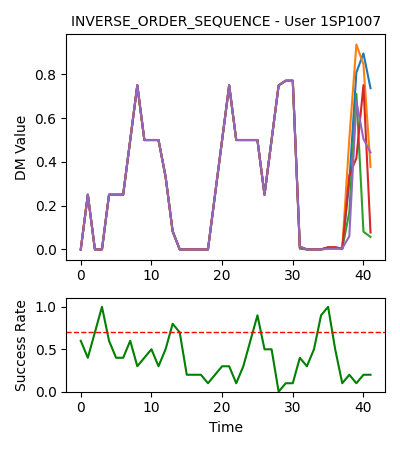 INVERSE_ORDER_SEQUENCE - User 1SP1007
DM Value
0.8
0.6
0.4
0.2
0.0
0 10 20 30 40
Success Rate
1.0
0.5
0.0
0 10 20 30 40
Time